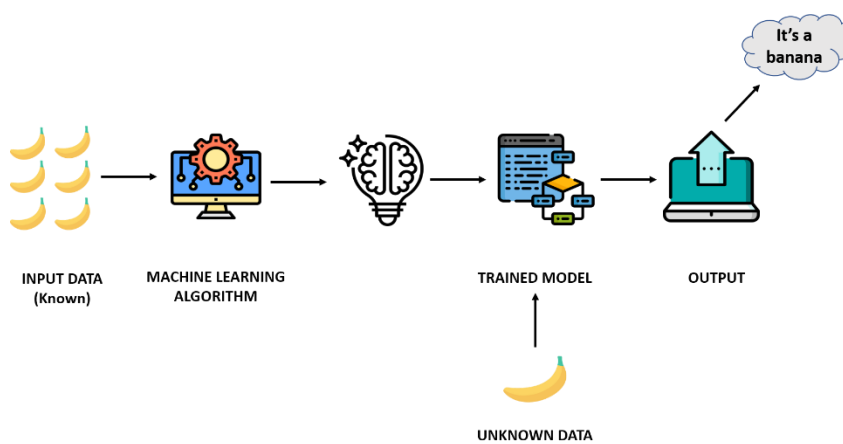 It's a
banana
INPUT DATA
(Known)
MACHINE LEARNING
ALGORITHM
TRAINED MODEL
OUTPUT
UNKNOWN DATA